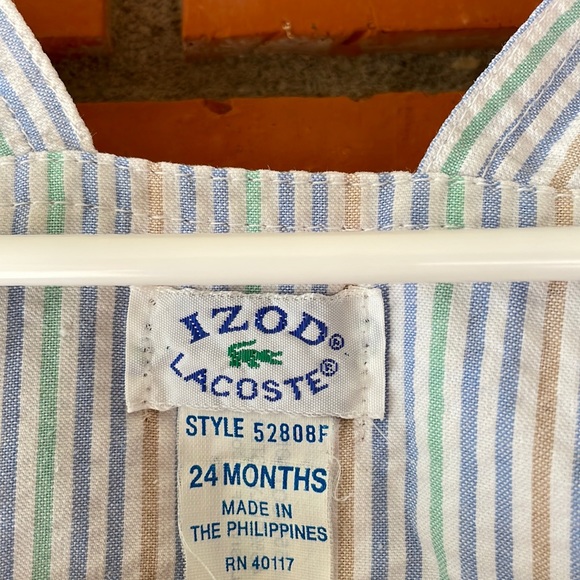 IZOD®
LACOSTE®
STYLE 52808F
24 MONTHS
MADE IN
THE PHILIPPINES
RN 40117